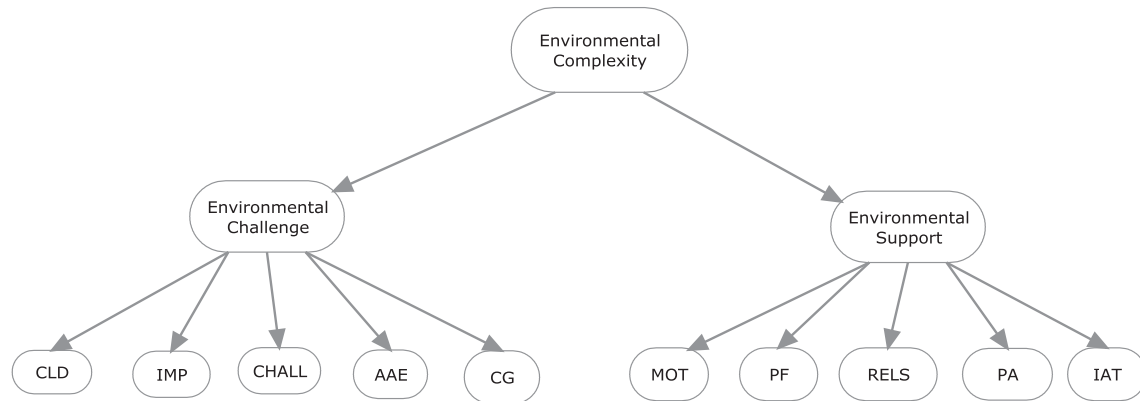 Environmental
Complexity
Environmental
Challenge
Environmental
Support
CLD
IMP
CHALL
AAE
CG
MOT
PF
RELS
PA
IAT